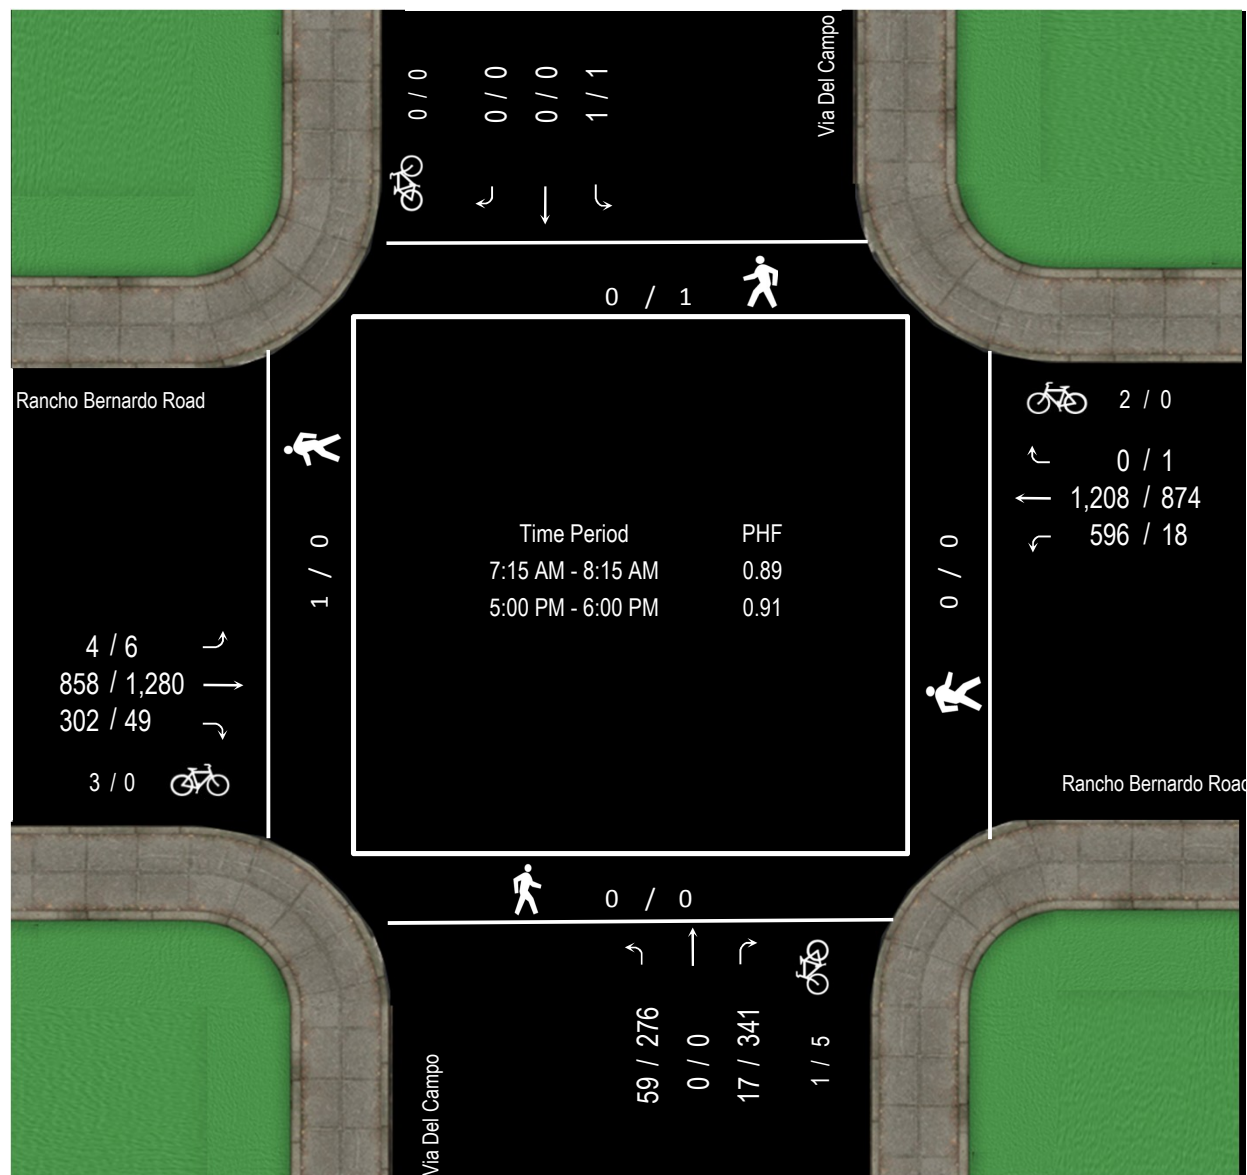 Via Del Campo
0 / 0
0 / 0
0 / 0
1 / 1
0 / 1
Rancho Bernardo Road
2 / 0
0 / 1
1,208 / 874
596 / 18
1 / 0
Time Period PHF
7:15 AM - 8:15 AM 0.89
5:00 PM - 6:00 PM 0.91
0 / 0
4 / 6
858 / 1,280
302 / 49
3 / 0
Rancho Bernardo Road
0 / 0
59 / 276
0 / 0
17 / 341
1 / 5
Via Del Campo